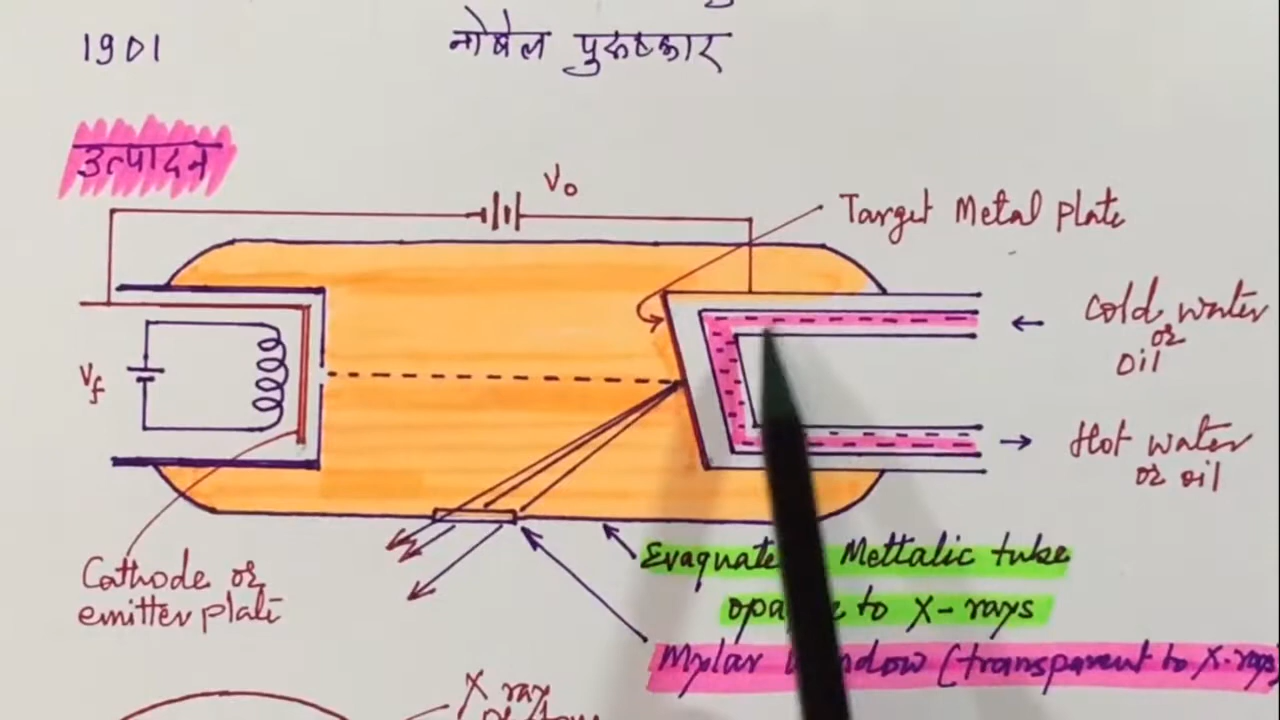 1901
नोबेल पुरुष्कार
उत्पादन
V₀
Target Metal plate
Cold water
or
oil
Vf
Hot water
or oil
Cathode or
emitter plate
Mettalic tube
to X-rays
Mylar (transparent to X-rays)
X ray